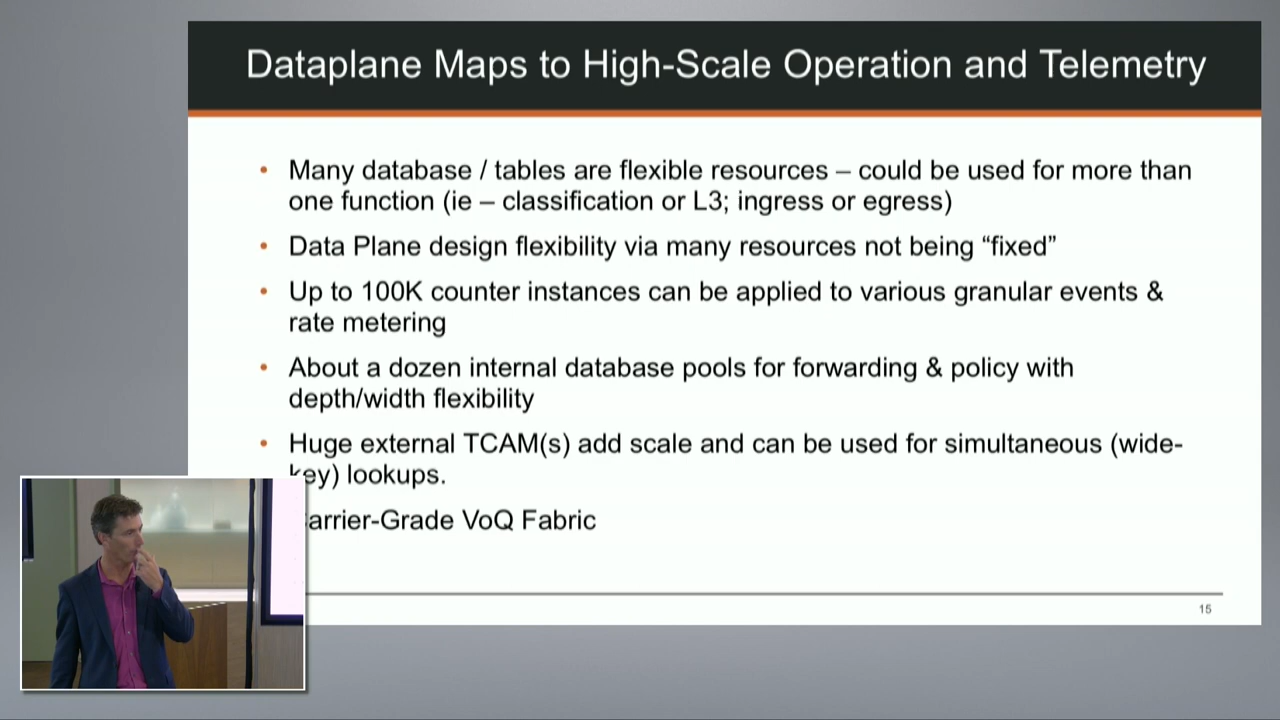 Dataplane Maps to High-Scale Operation and Telemetry
• Many database / tables are flexible resources – could be used for more than
one function (ie – classification or L3; ingress or egress)
• Data Plane design flexibility via many resources not being “fixed”
• Up to 100K counter instances can be applied to various granular events &
rate metering
• About a dozen internal database pools for forwarding & policy with
depth/width flexibility
• Huge external TCAM(s) add scale and can be used for simultaneous (wide-
key) lookups.
arrier-Grade VoQ Fabric
15